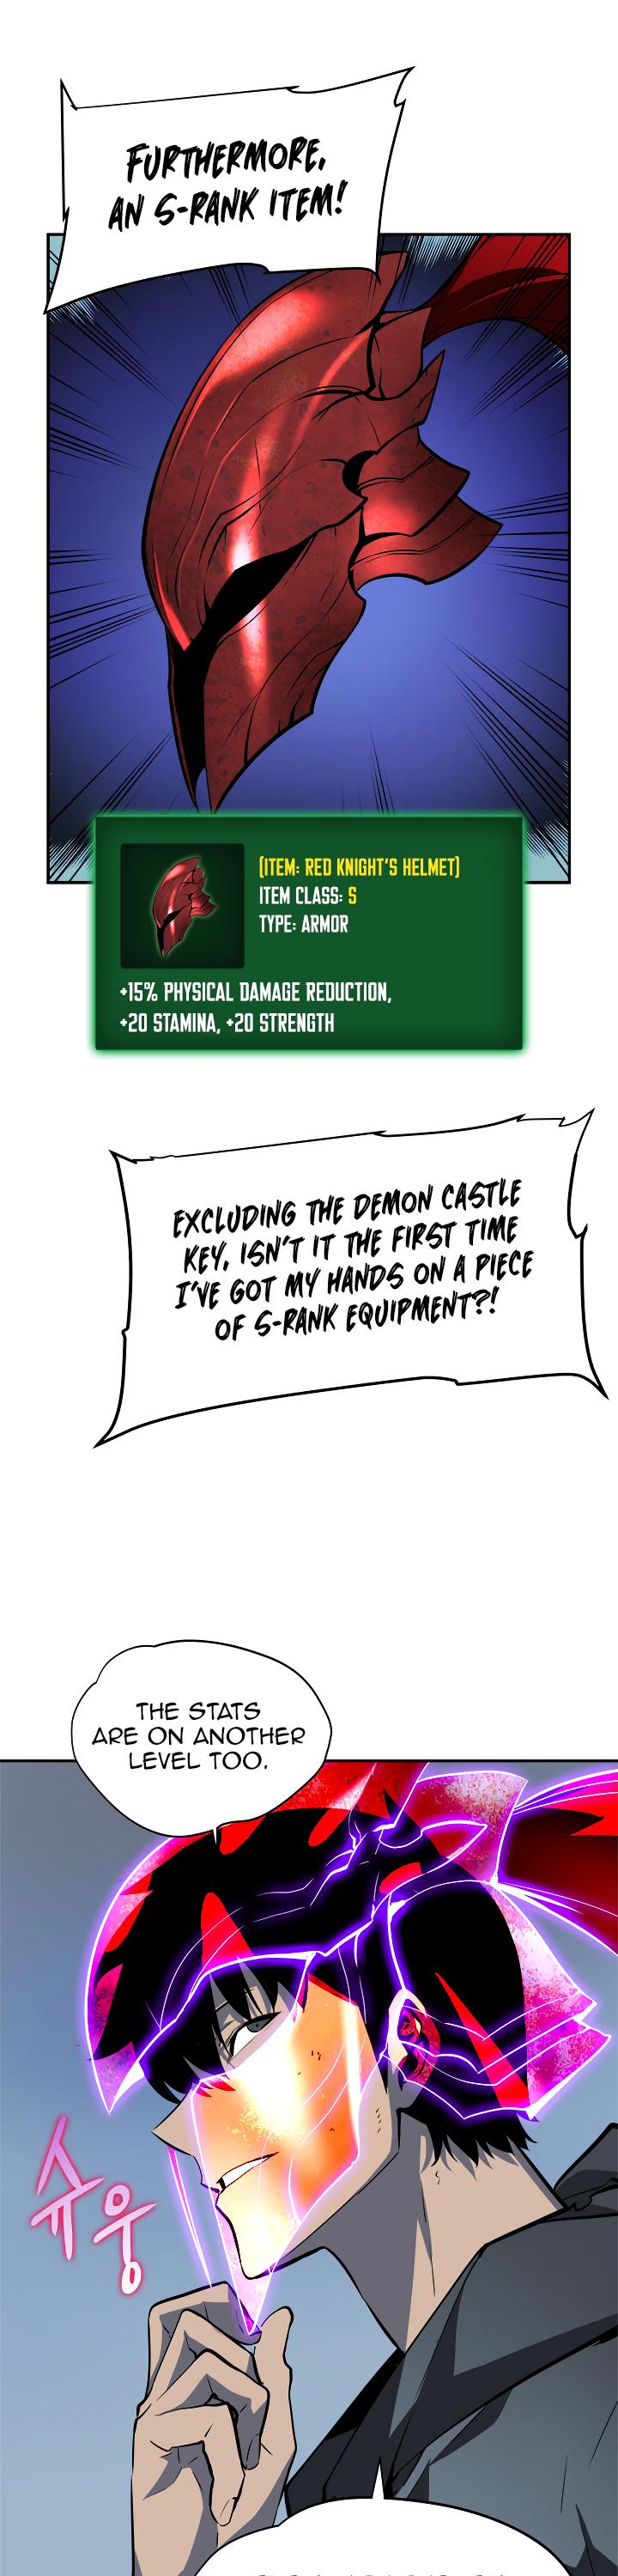 FURTHERMORE,
AN S-RANK ITEM!
[ITEM: RED KNIGHT'S HELMET]
ITEM CLASS: S
TYPE: ARMOR
+15% PHYSICAL DAMAGE REDUCTION,
+20 STAMINA, +20 STRENGTH
EXCLUDING THE DEMON CASTLE
KEY, ISN'T IT THE FIRST TIME
I'VE GOT MY HANDS ON A PIECE
OF S-RANK EQUIPMENT?!
THE STATS
ARE ON ANOTHER
LEVEL TOO.
슈웅